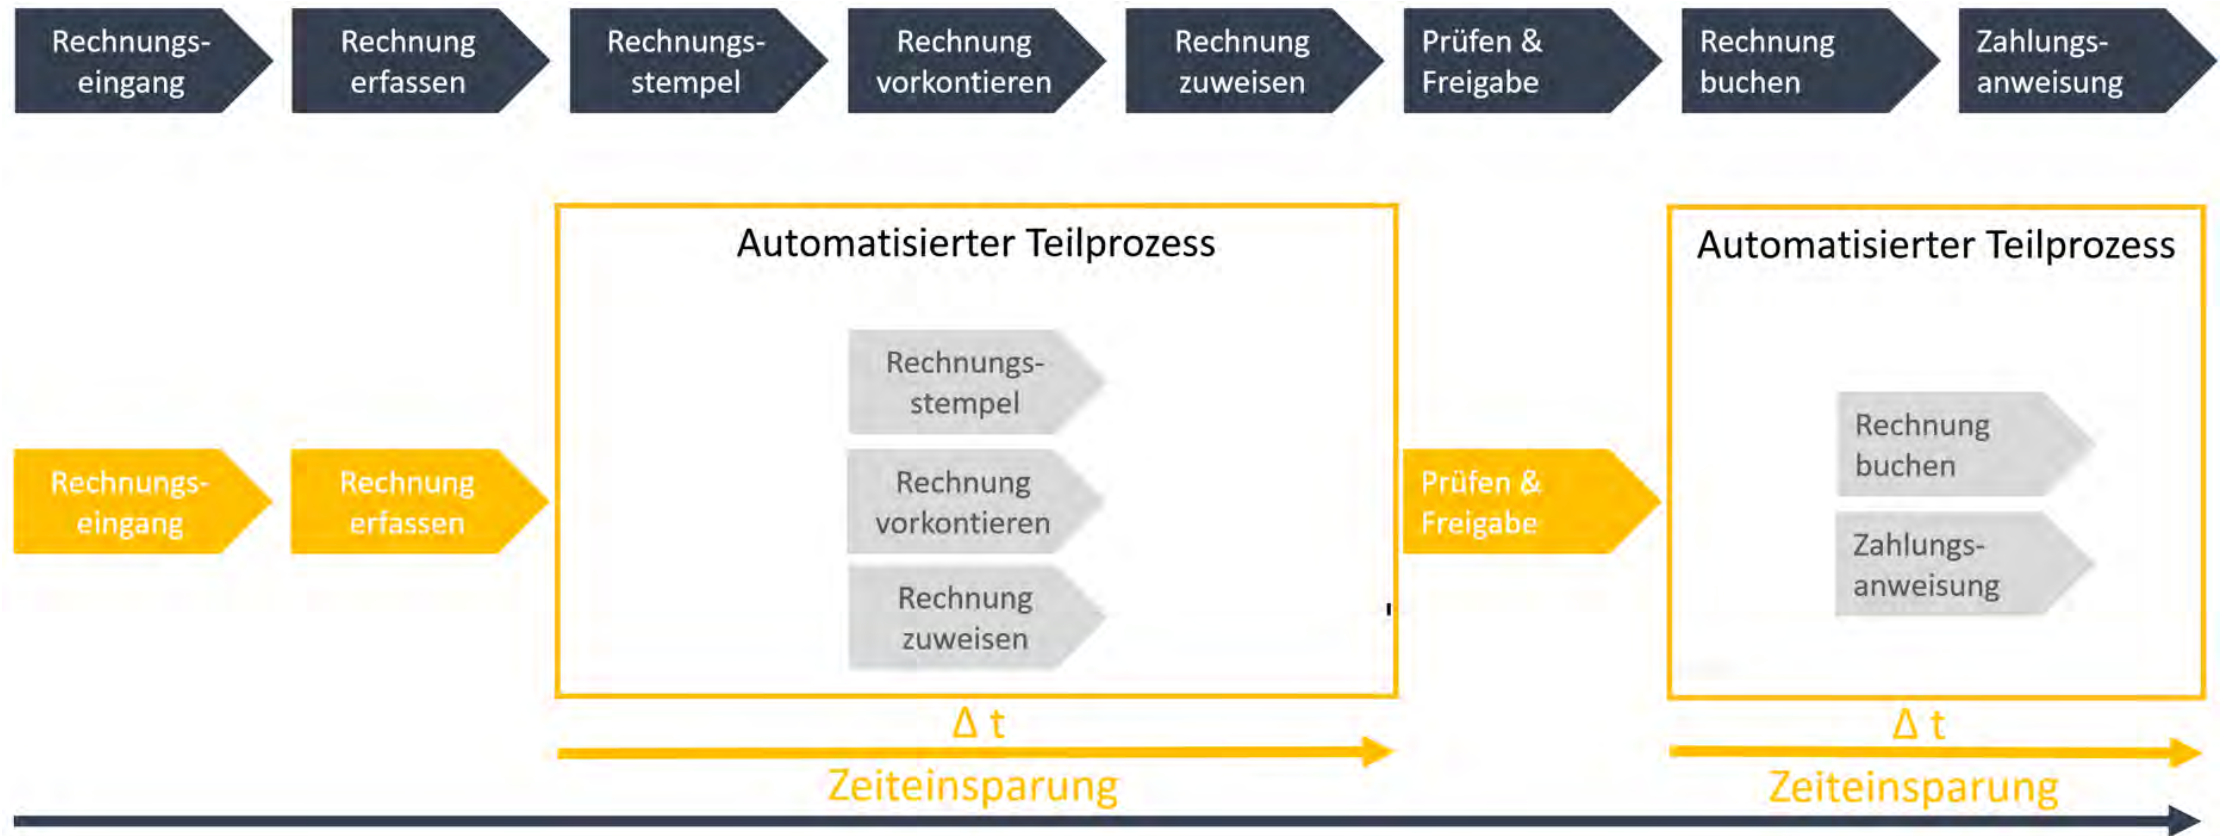 Rechnungs-
eingang
Rechnung
erfassen
Rechnungs-
stempel
Rechnung
vorkontieren
Rechnung
zuweisen
Prüfen &
Freigabe
Rechnung
buchen
Zahlungs-
anweisung
Automatisierter Teilprozess
Automatisierter Teilprozess
Rechnungs-
eingang
Rechnung
erfassen
Rechnungs-
stempel
Rechnung
vorkontieren
Rechnung
zuweisen
Prüfen &
Freigabe
Rechnung
buchen
Zahlungs-
anweisung
Δ t
Zeiteinsparung
Δ t
Zeiteinsparung